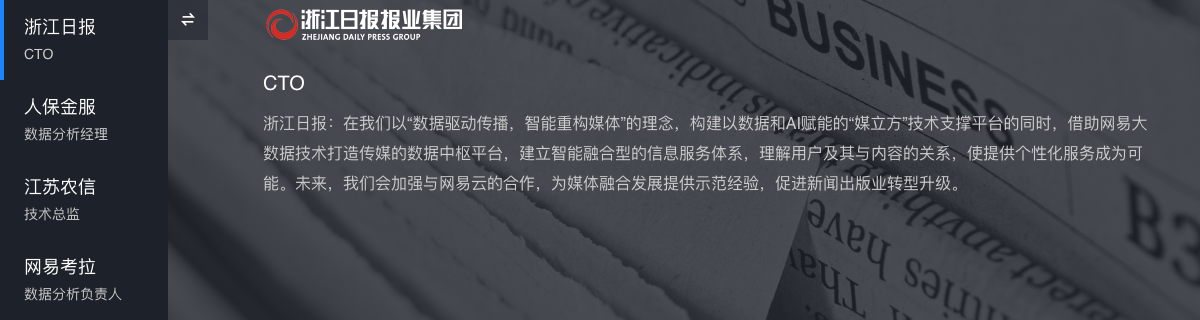 浙江日报
CTO
人保金服
数据分析经理
江苏农信
技术总监
网易考拉
数据分析负责人
浙江日报报业集团
ZHEJIANG DAILY PRESS GROUP
CTO
浙江日报：在我们以“数据驱动传播，智能重构媒体”的理念，构建以数据和AI赋能的“媒立方”技术支撑平台的同时，借助网易大
数据技术打造传媒的数据中枢平台，建立智能融合型的信息服务体系，理解用户及其与内容的关系，使提供个性化服务成为可
能。未来，我们会加强与网易云的合作，为媒体融合发展提供示范经验，促进新闻出版业转型升级。
BUSINESS